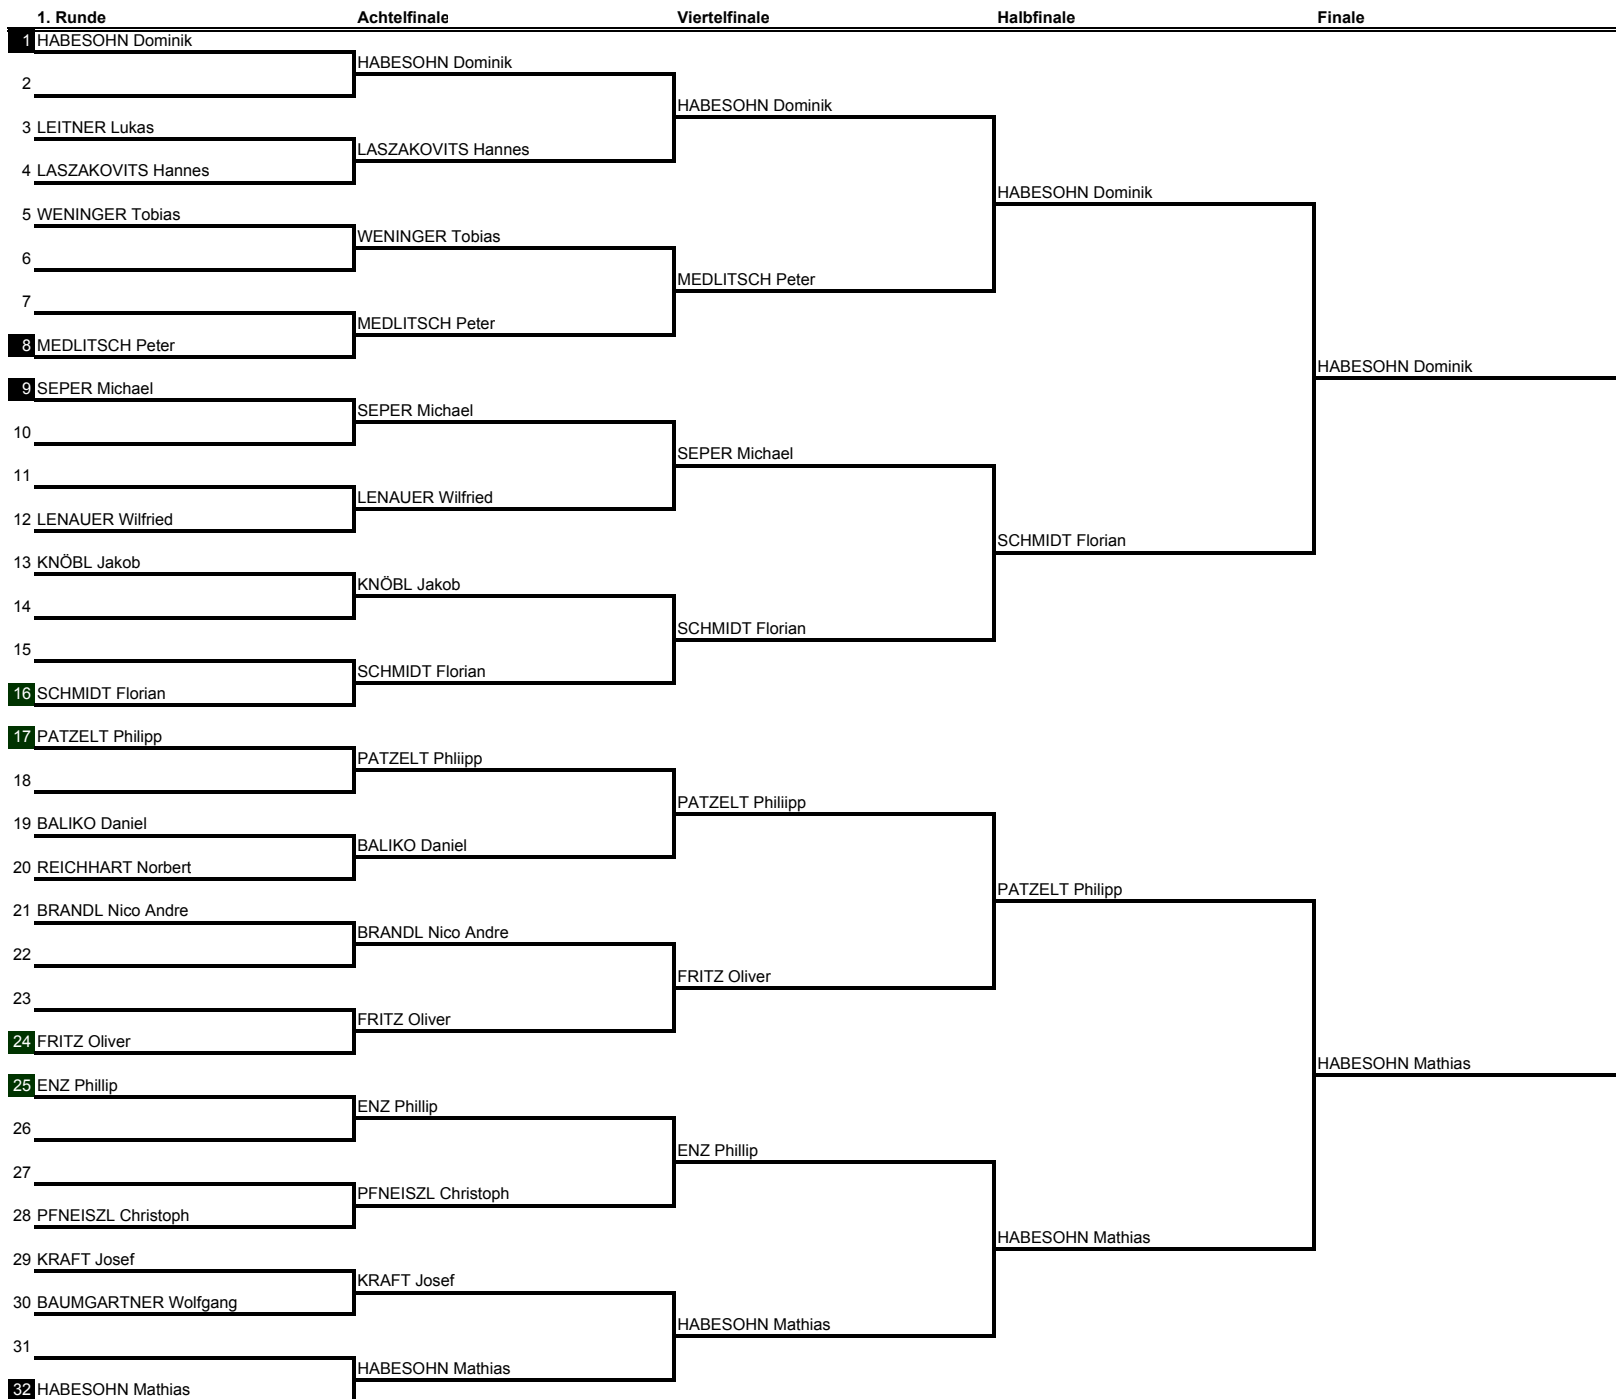 1. Runde Achtelfinale Viertelfinale Halbfinale Finale
1 HABESOHN Dominik
HABESOHN Dominik
2
HABESOHN Dominik
3 LEITNER Lukas
LASZAKOVITS Hannes
4 LASZAKOVITS Hannes
HABESOHN Dominik
5 WENINGER Tobias
WENINGER Tobias
6
MEDLITSCH Peter
7
MEDLITSCH Peter
8 MEDLITSCH Peter
HABESOHN Dominik
9 SEPER Michael
SEPER Michael
10
SEPER Michael
11
LENAUER Wilfried
12 LENAUER Wilfried
SCHMIDT Florian
13 KNÖBL Jakob
KNÖBL Jakob
14
SCHMIDT Florian
15
SCHMIDT Florian
16 SCHMIDT Florian
17 PATZELT Philipp
PATZELT Phliipp
18
PATZELT Philiipp
19 BALIKO Daniel
BALIKO Daniel
20 REICHHART Norbert
PATZELT Philipp
21 BRANDL Nico Andre
BRANDL Nico Andre
22
FRITZ Oliver
23
FRITZ Oliver
24 FRITZ Oliver
HABESOHN Mathias
25 ENZ Phillip
ENZ Phillip
26
ENZ Phillip
27
PFNEISZL Christoph
28 PFNEISZL Christoph
HABESOHN Mathias
29 KRAFT Josef
KRAFT Josef
30 BAUMGARTNER Wolfgang
HABESOHN Mathias
31
HABESOHN Mathias
32 HABESOHN Mathias